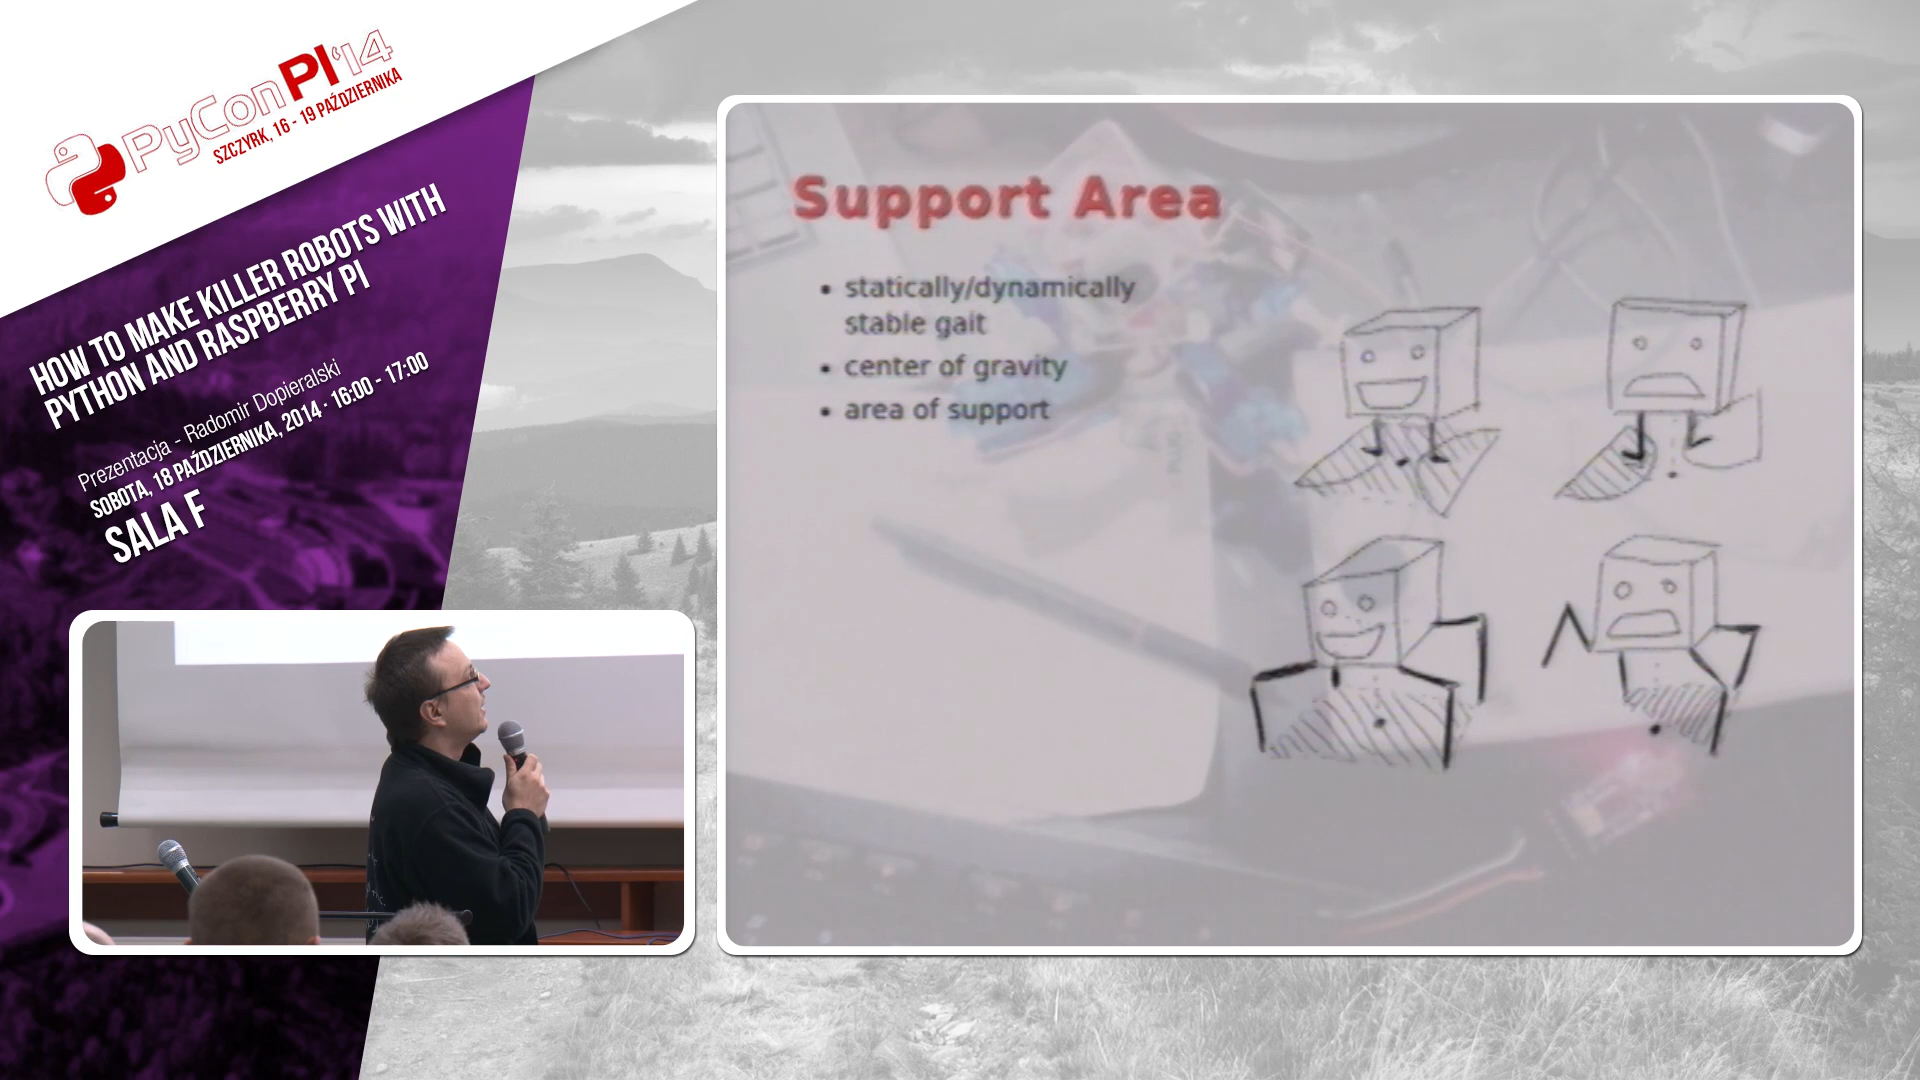 PyConPl'14
SZCZYRK, 16 - 19 PAŹDZIERNIKA
HOW TO MAKE KILLER ROBOTS WITH
PYTHON AND RASPBERRY PI
Prezentacja - Radomir Dopieralski
SOBOTA, 18 PAŹDZIERNIKA, 2014 · 16:00 - 17:00
SALA F
Support Area
• statically/dynamically
stable gait
• center of gravity
• area of support